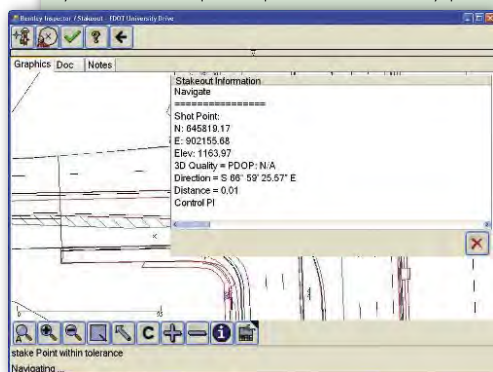 Bentley Inspector / Stakeout - FDOT University Drive
Graphics Doc Notes
Stakeout Information
Navigate
================
Shot Point:
N: 645819.17
E: 902155.68
Elev: 1163.97
3D Quality = PDOP: N/A
Direction = S 66° 59' 25.57" E
Distance = 0.01
Control PI
C
stake Point within tolerance
Navigating ...